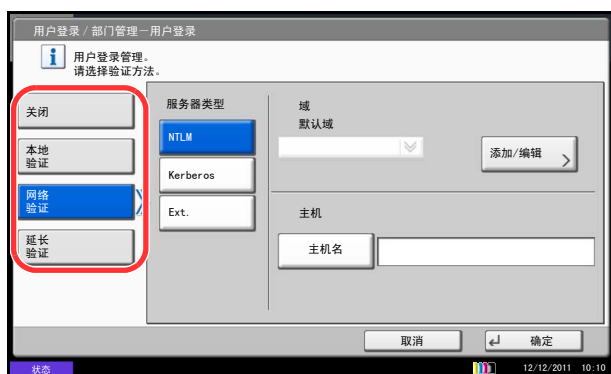 用户登录 / 部门管理－用户登录
用户登录管理。
请选择验证方法。
关闭
本地
验证
网络
验证
延长
验证
服务器类型
NTLM
Kerberos
Ext.
域
默认域
添加/编辑
主机
主机名
取消
确定
状态
12/12/2011 10:10